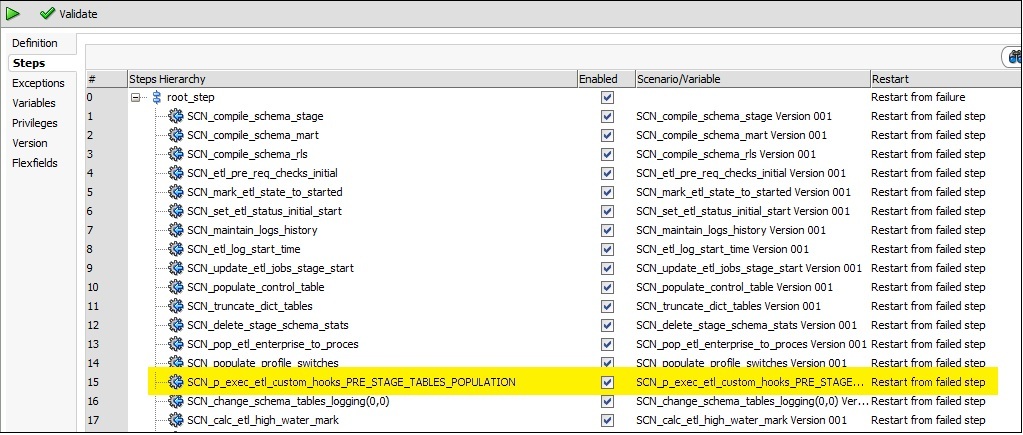 Validate
Definition
Steps
Exceptions
Variables
Privileges
Version
Flexfields
# Steps Hierarchy Enabled Scenario/Variable Restart
0 root_step Restart from failure
1 SCN_compile_schema_stage SCN_compile_schema_stage Version 001 Restart from failed step
2 SCN_compile_schema_mart SCN_compile_schema_mart Version 001 Restart from failed step
3 SCN_compile_schema_rls SCN_compile_schema_rls Version 001 Restart from failed step
4 SCN_etl_pre_req_checks_initial SCN_etl_pre_req_checks_initial Version 001 Restart from failed step
5 SCN_mark_etl_state_to_started SCN_mark_etl_state_to_started Version 001 Restart from failed step
6 SCN_set_etl_status_initial_start SCN_set_etl_status_initial_start Version 001 Restart from failed step
7 SCN_maintain_logs_history SCN_maintain_logs_history Version 001 Restart from failed step
8 SCN_etl_log_start_time SCN_etl_log_start_time Version 001 Restart from failed step
9 SCN_update_etl_jobs_stage_start SCN_update_etl_jobs_stage_start Version 001 Restart from failed step
10 SCN_populate_control_table SCN_populate_control_table Version 001 Restart from failed step
11 SCN_truncate_dict_tables SCN_truncate_dict_tables Version 001 Restart from failed step
12 SCN_delete_stage_schema_stats SCN_delete_stage_schema_stats Version 001 Restart from failed step
13 SCN_pop_etl_enterprise_to_proces SCN_pop_etl_enterprise_to_proces Version 001 Restart from failed step
14 SCN_populate_profile_switches SCN_populate_profile_switches Version 001 Restart from failed step
15 SCN_p_exec_etl_custom_hooks_PRE_STAGE_TABLES_POPULATION SCN_p_exec_etl_custom_hooks_PRE_STAGE... Restart from failed step
16 SCN_change_schema_tables_logging(0,0) SCN_change_schema_tables_logging(0,0) Ver... Restart from failed step
17 SCN_calc_etl_high_water_mark SCN_calc_etl_high_water_mark Version 001 Restart from failed step